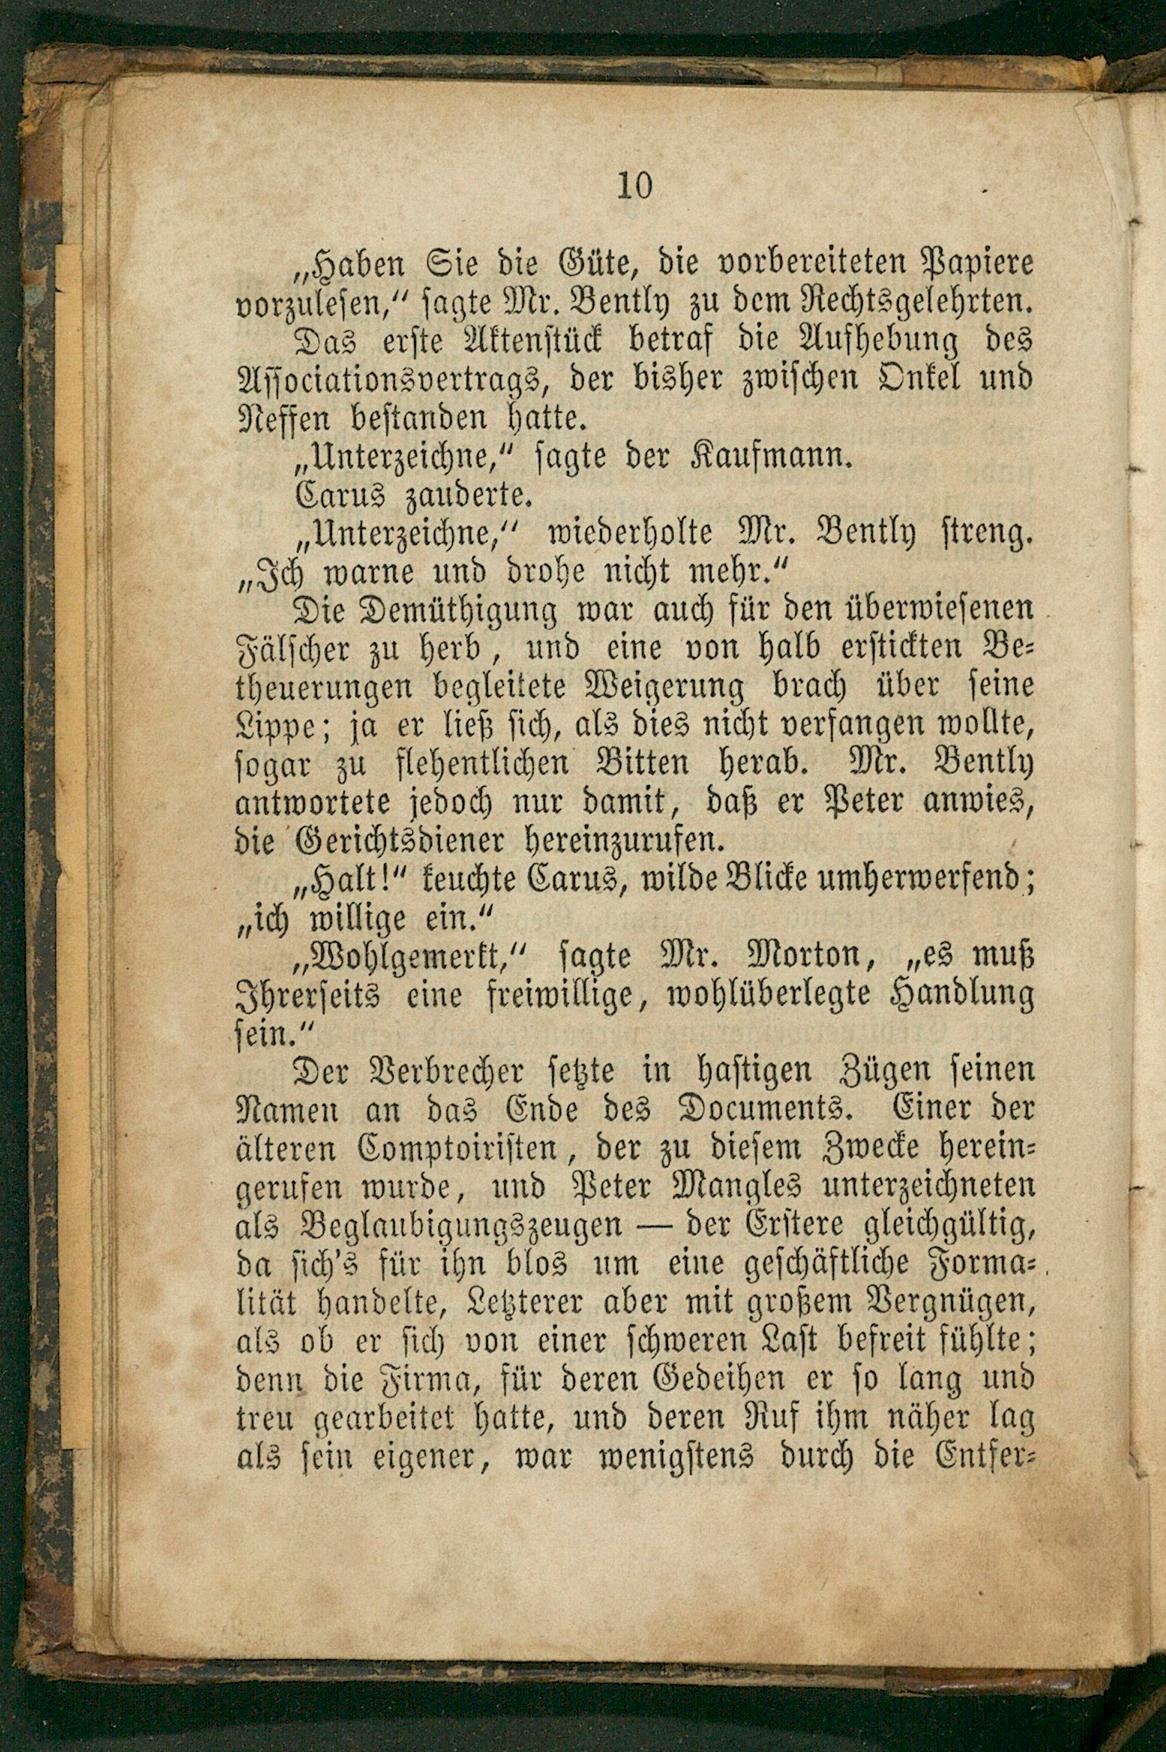 10
„Haben Sie die Güte, die vorbereiteten Papiere
vorzulesen,“ sagte Mr. Bently zu dem Rechtsgelehrten.
Das erste Aktenstück betraf die Aufhebung des
Associationsvertrags, der bisher zwischen Onkel und
Neffen bestanden hatte.
„Unterzeichne,“ sagte der Kaufmann.
Carus zauderte.
„Unterzeichne,“ wiederholte Mr. Bently streng.
„Ich warne und drohe nicht mehr.“
Die Demüthigung war auch für den überwiesenen
Fälscher zu herb, und eine von halb erstickten Be-
theuerungen begleitete Weigerung brach über seine
Lippe; ja er ließ sich, als dies nicht verfangen wollte,
sogar zu flehentlichen Bitten herab. Mr. Bently
antwortete jedoch nur damit, daß er Peter anwies,
die Gerichtsdiener hereinzurufen.
„Halt!“ keuchte Carus, wilde Blicke umherwerfend;
„ich willige ein.“
„Wohlgemerkt,“ sagte Mr. Morton, „es muß
Ihrerseits eine freiwillige, wohlüberlegte Handlung
sein.“
Der Verbrecher setzte in hastigen Zügen seinen
Namen an das Ende des Documents. Einer der
älteren Comptoiristen, der zu diesem Zwecke herein-
gerufen wurde, und Peter Mangles unterzeichneten
als Beglaubigungszeugen — der Erstere gleichgültig,
da sich's für ihn blos um eine geschäftliche Forma-
lität handelte, Letzterer aber mit großem Vergnügen,
als ob er sich von einer schweren Last befreit fühlte;
denn die Firma, für deren Gedeihen er so lang und
treu gearbeitet hatte, und deren Ruf ihm näher lag
als sein eigener, war wenigstens durch die Entfer-